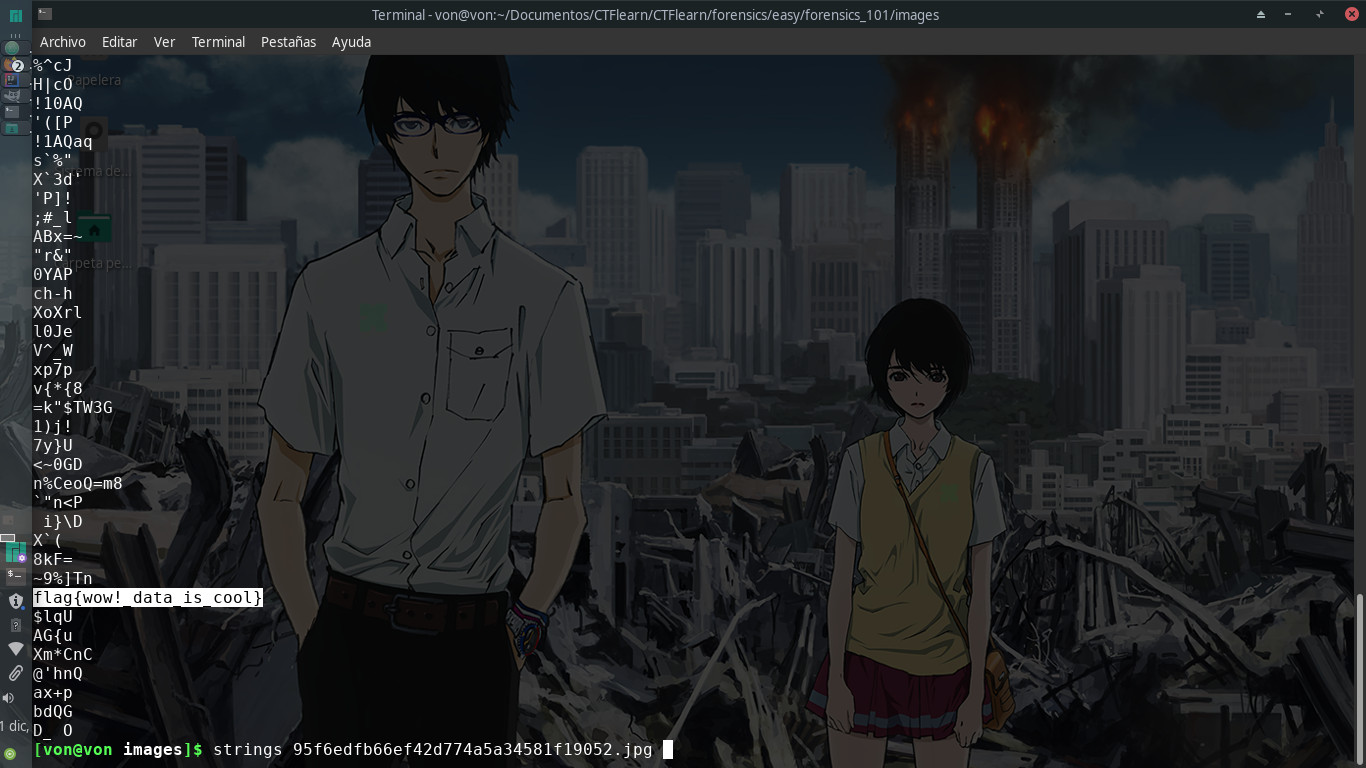 Terminal - von@von:~/Documentos/CTFlearn/CTFlearn/forensics/easy/forensics_101/images
Archivo Editar Ver Terminal Pestañas Ayuda
2
%^cJ
Papelera
H|cO
!10AQ
'([P
!1AQaq
s`%"
X`3d'
'P]!
;#_l
ABx=~
"r&"
0YAP
ch-h
XoXrl
l0Je
V^_W
xp7p
v{*{8
=k"$TW3G
1)j!
7y}U
<~0GD
n%CeoQ=m8
`"n<P
i}\D
X`(
8kF=
~9%]Tn
flag{wow!_data_is_cool}
$lqU
AG{u
Xm*CnC
@'hnQ
ax+p
bdQG
1 dic,
D_ O
[von@von images]$ strings 95f6edfb66ef42d774a5a34581f19052.jpg